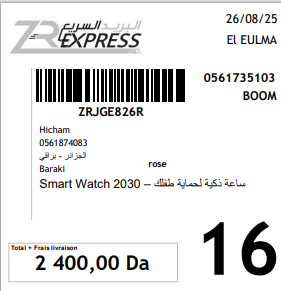 البريد السريع
ZR EXPRESS
26/08/25
El EULMA
0561735103
BOOM
ZRJGE826R
Hicham
0561874083
الجزائر - براقي
Baraki
rose
Smart Watch 2030 – ساعة ذكية لحماية طفلك
16
Total + Frais livraison
2 400,00 Da